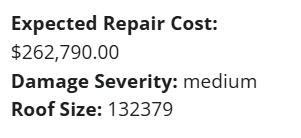 Expected Repair Cost:
$262,790.00
Damage Severity: medium
Roof Size: 132379